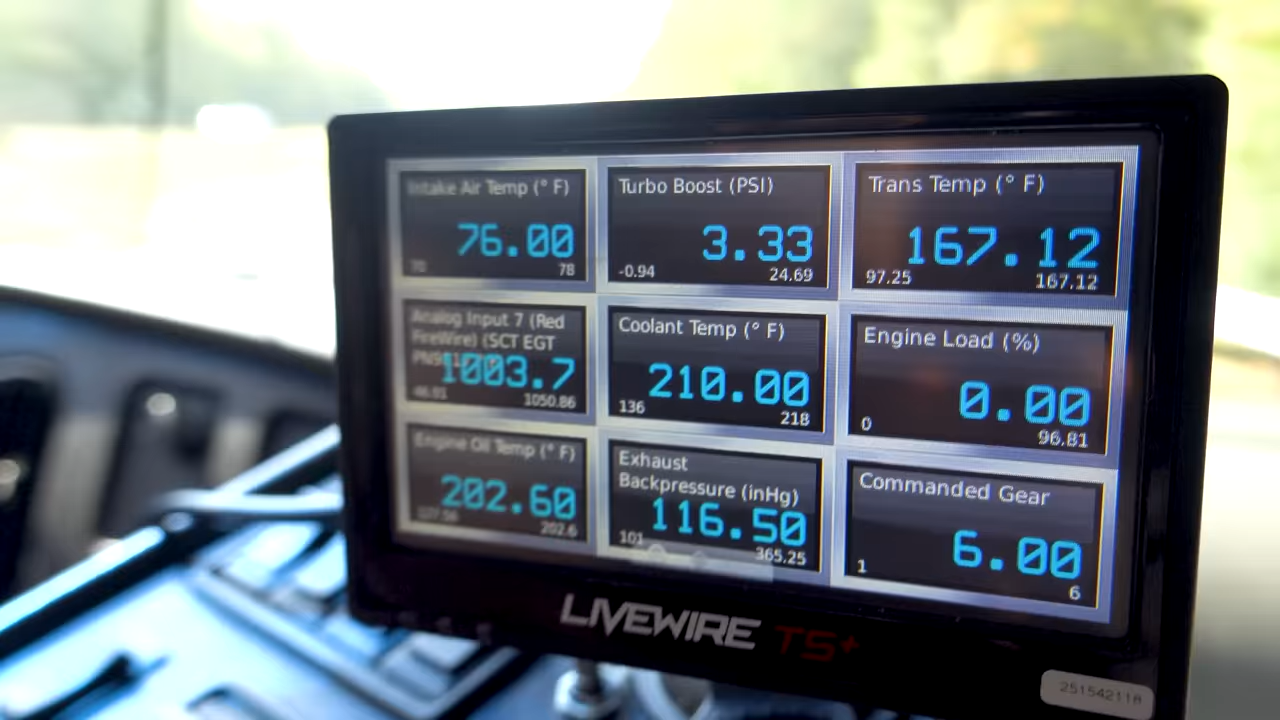 Intake Air Temp (° F)
76.00
78
Turbo Boost (PSI)
3.33
-0.94 24.69
Trans Temp (° F)
167.12
97.25 167.12
Analog Input 7 (Red
FireWire) (SCT EGT
1003.7
1050.86
Coolant Temp (° F)
210.00
136 218
Engine Load (%)
0.00
0 96.81
Engine Oil Temp (° F)
202.60
202.6
Exhaust
Backpressure (inHg)
116.50
101 365.25
Commanded Gear
6.00
1 6
LIVEWIRE TS+
251542118